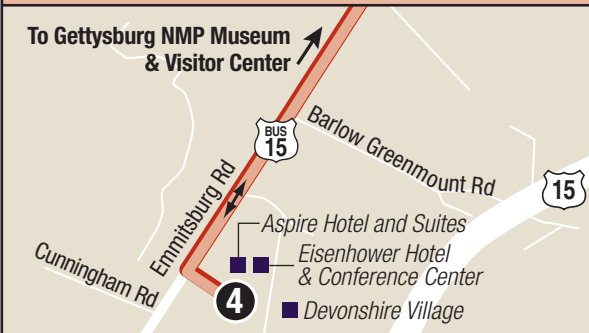 To Gettysburg NMP Museum
& Visitor Center
BUS
15
Barlow Greenmount Rd
15
Emmitsburg Rd
Aspire Hotel and Suites
Eisenhower Hotel
& Conference Center
Cunningham Rd
4
Devonshire Village